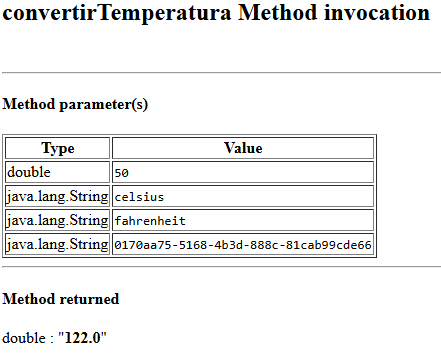 convertirTemperatura Method invocation
Method parameter(s)
Type Value
double 50
java.lang.String celsius
java.lang.String fahrenheit
java.lang.String 0170aa75-5168-4b3d-888c-81cab99cde66
Method returned
double : "122.0"